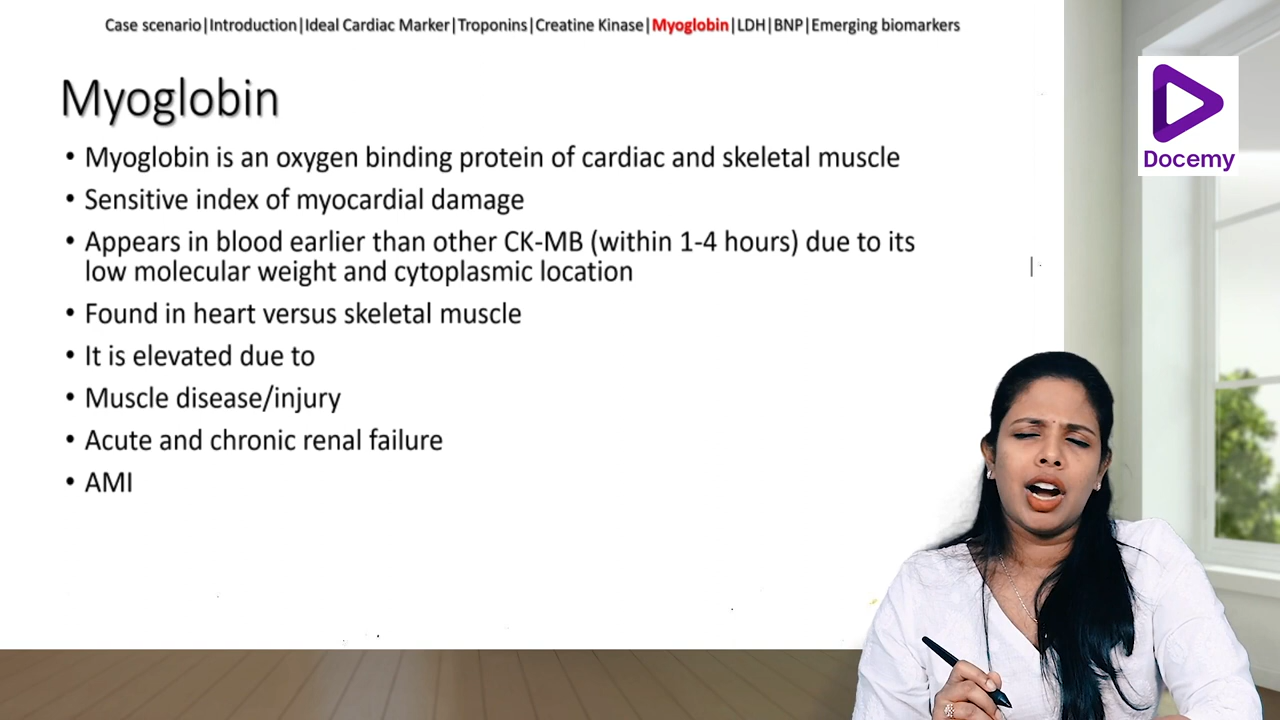 Case scenario|Introduction|Ideal Cardiac Marker|Troponins|Creatine Kinase|Myoglobin|LDH|BNP|Emerging biomarkers
Myoglobin
• Myoglobin is an oxygen binding protein of cardiac and skeletal muscle
• Sensitive index of myocardial damage
• Appears in blood earlier than other CK-MB (within 1-4 hours) due to its
low molecular weight and cytoplasmic location
• Found in heart versus skeletal muscle
• It is elevated due to
• Muscle disease/injury
• Acute and chronic renal failure
• AMI
Docemy